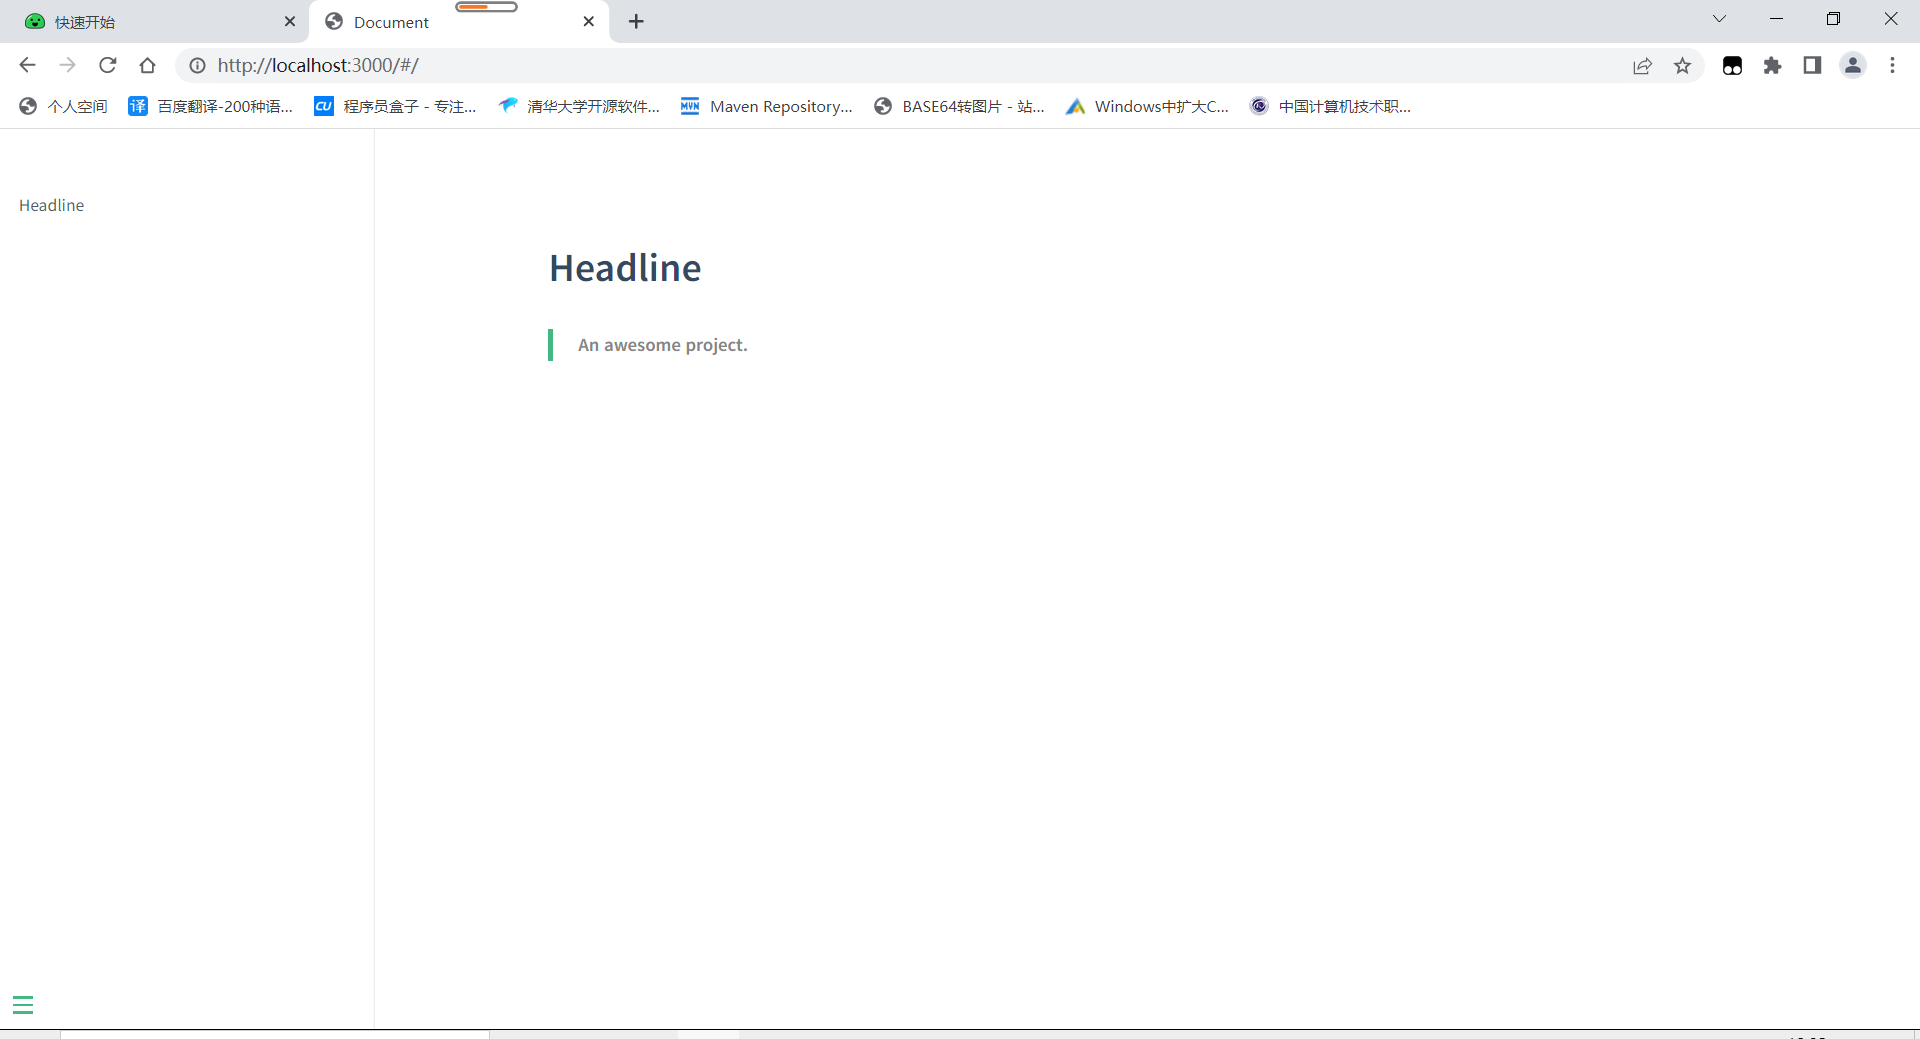 快速开始
Document
http://localhost:3000/#/
个人空间
译 百度翻译-200种语...
CU 程序员盒子 - 专注...
清华大学开源软件...
MVN Maven Repository...
BASE64转图片 - 站...
Windows中扩大C...
中国计算机技术职...
Headline
Headline
An awesome project.